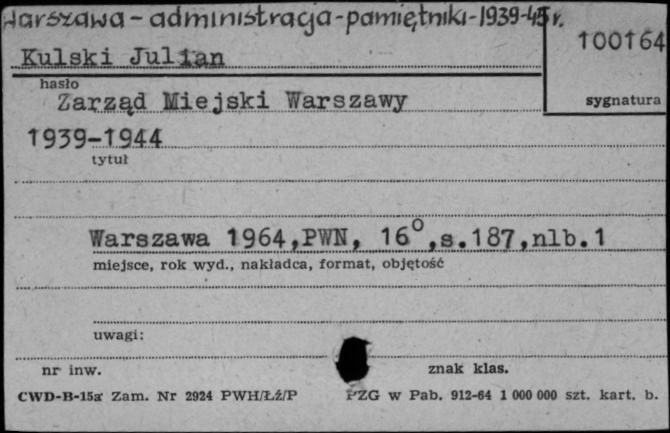 Warszawa - administracja - pamiętniki - 1939-45 r.
100164
Kulski Julian
hasło
Zarząd Miejski Warszawy
sygnatura
1939-1944
tytuł
Warszawa 1964,PWN, 16°,s.187,nlb.1
miejsce, rok wyd., nakładca, format, objętość
uwagi:
nr inw.
znak klas.
CWD-B-15a Zam. Nr 2924 PWH/Łź/P PZG w Pab. 912-64 1 000 000 szt. kart. b.